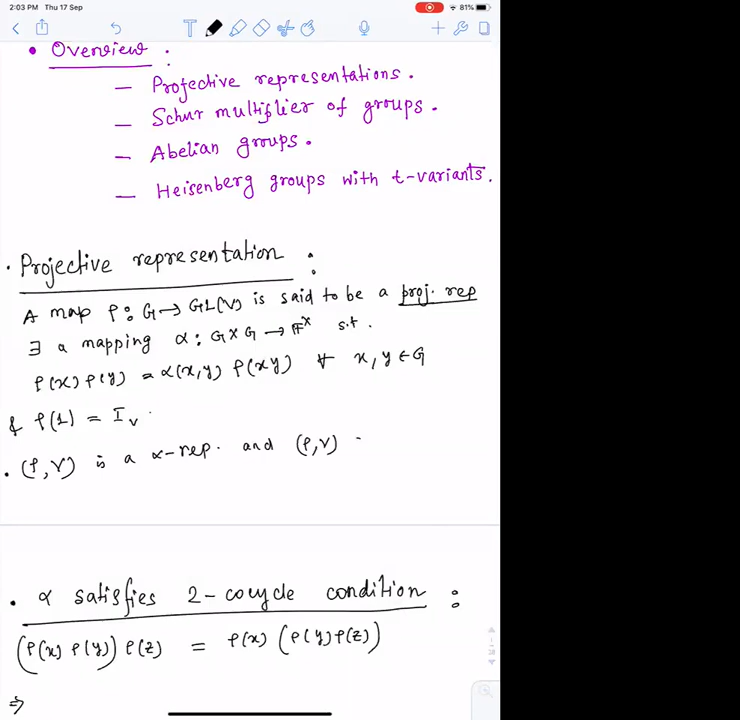 2:03 PM Thu 17 Sep
81%
• Overview :
— Projective representations.
— Schur multiplier of groups.
— Abelian groups.
— Heisenberg groups with t-variants.
. Projective representation :
A map ρ: G → GL(V) is said to be a proj. rep
∃ a mapping α: G × G → F^× s.t.
ρ(x) ρ(y) = α(x,y) ρ(xy) ∀ x, y ∈ G
& ρ(1) = I_V .
. (ρ, V) is a α-rep. and (ρ,V)
. α satisfies 2-cocycle condition :
(ρ(x) ρ(y)) ρ(z) = ρ(x) (ρ(y) ρ(z))
⇒